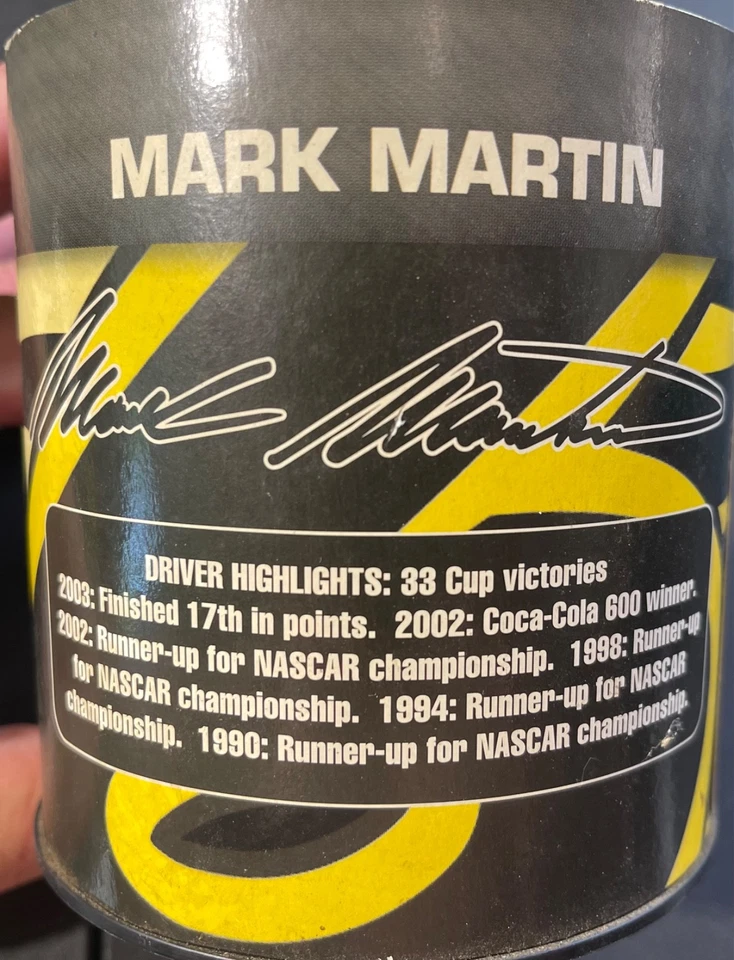 MARK MARTIN
Mark Martin
DRIVER HIGHLIGHTS: 33 Cup victories
2003: Finished 17th in points. 2002: Coca-Cola 600 winner.
2002: Runner-up for NASCAR championship. 1998: Runner-up
for NASCAR championship. 1994: Runner-up for NASCAR
championship. 1990: Runner-up for NASCAR championship.